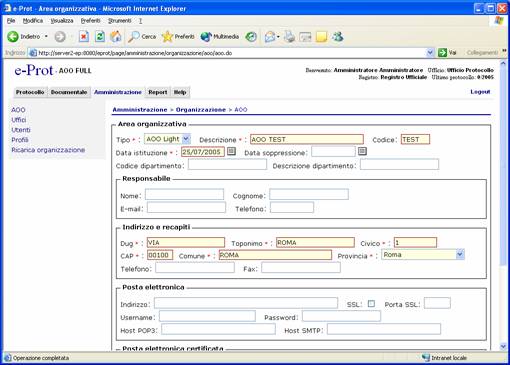 e-Prot - Area organizzativa - Microsoft Internet Explorer
File Modifica Visualizza Preferiti Strumenti ?
Indietro Cerca Preferiti Multimedia
Indirizzo http://server2-ep:8080/eprot/page/amministrazione/organizzazione/aoo/aoo.do Vai Collegamenti
e-Prot - AOO FULL
Benvenuto: Amministratore Amministratore Ufficio: Ufficio Protocollo
Registro: Registro Ufficiale Ultimo protocollo: 0/2005
Protocollo Documentale Amministrazione Report Help Logout
AOO
Uffici
Utenti
Profili
Ricarica organizzazione
Amministrazione > Organizzazione > AOO
Area organizzativa
Tipo * : AOO Light Descrizione * : AOO TEST Codice: TEST
Data istituzione * : 25/07/2005 Data soppressione:
Codice dipartimento: Descrizione dipartimento:
Responsabile
Nome: Cognome:
E-mail: Telefono:
Indirizzo e recapiti
Dug * : VIA Toponimo * : ROMA Civico * : 1
CAP * : 00100 Comune * : ROMA Provincia * : Roma
Telefono: Fax:
Posta elettronica
Indirizzo: SSL: Porta SSL:
Username: Password:
Host POP3: Host SMTP:
Posta elettronica certificata
Operazione completata Intranet locale